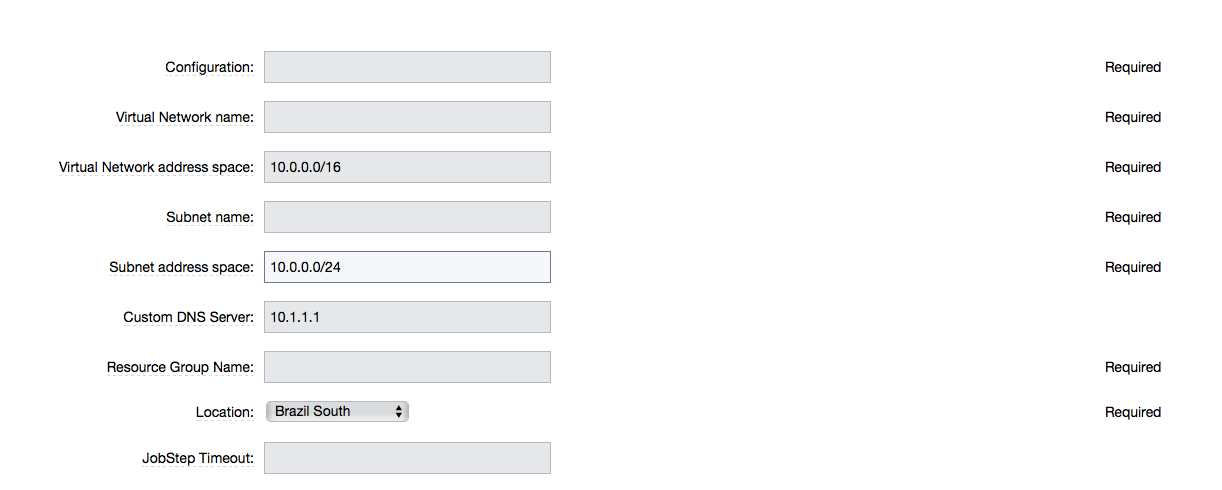 Configuration: Required
Virtual Network name: Required
Virtual Network address space: 10.0.0.0/16 Required
Subnet name: Required
Subnet address space: 10.0.0.0/24 Required
Custom DNS Server: 10.1.1.1
Resource Group Name: Required
Location: Brazil South Required
JobStep Timeout: